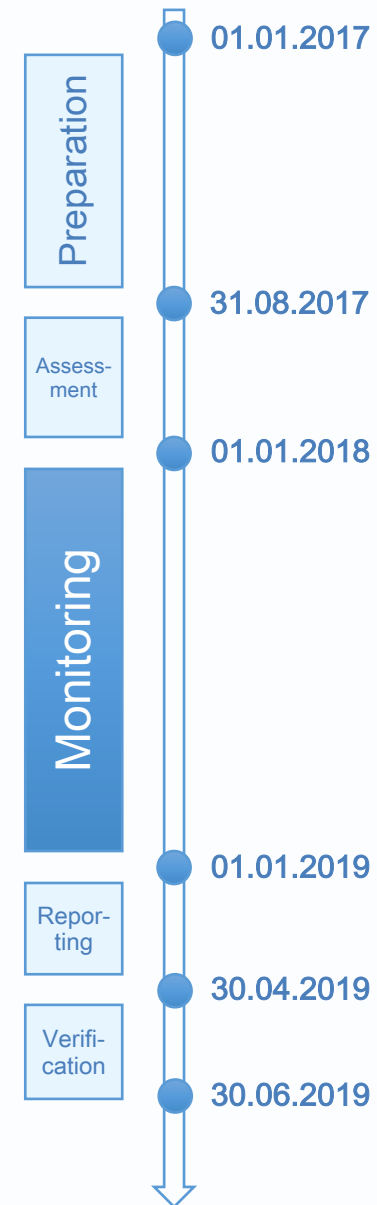 01.01.2017
Preparation
31.08.2017
Assess-
ment
01.01.2018
Monitoring
01.01.2019
Repor-
ting
30.04.2019
Verifi-
cation
30.06.2019